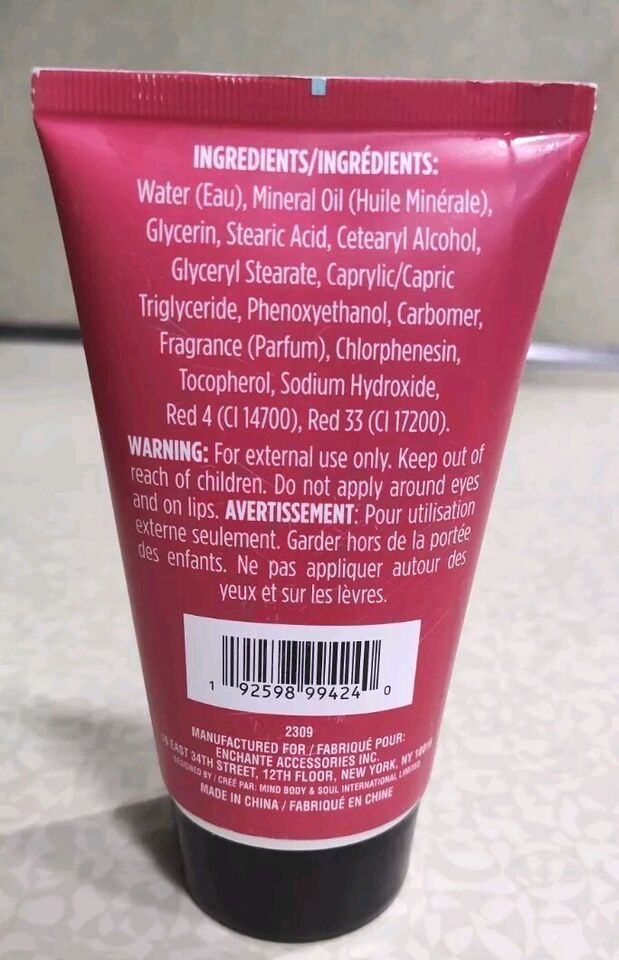 INGREDIENTS/INGRÉDIENTS:
Water (Eau), Mineral Oil (Huile Minérale),
Glycerin, Stearic Acid, Cetearyl Alcohol,
Glyceryl Stearate, Caprylic/Capric
Triglyceride, Phenoxyethanol, Carbomer,
Fragrance (Parfum), Chlorphenesin,
Tocopherol, Sodium Hydroxide,
Red 4 (CI 14700), Red 33 (CI 17200).
WARNING: For external use only. Keep out of
reach of children. Do not apply around eyes
and on lips. AVERTISSEMENT: Pour utilisation
externe seulement. Garder hors de la portée
des enfants. Ne pas appliquer autour des
yeux et sur les lèvres.
1 92598 99424 0
2309
MANUFACTURED FOR / FABRIQUÉ POUR:
ENCHANTE ACCESSORIES INC.
EAST 34TH STREET, 12TH FLOOR, NEW YORK, NY
DESIGNED BY / CRÉÉ PAR: MIND BODY & SOUL INTERNATIONAL LIMITED
MADE IN CHINA / FABRIQUÉ EN CHINE